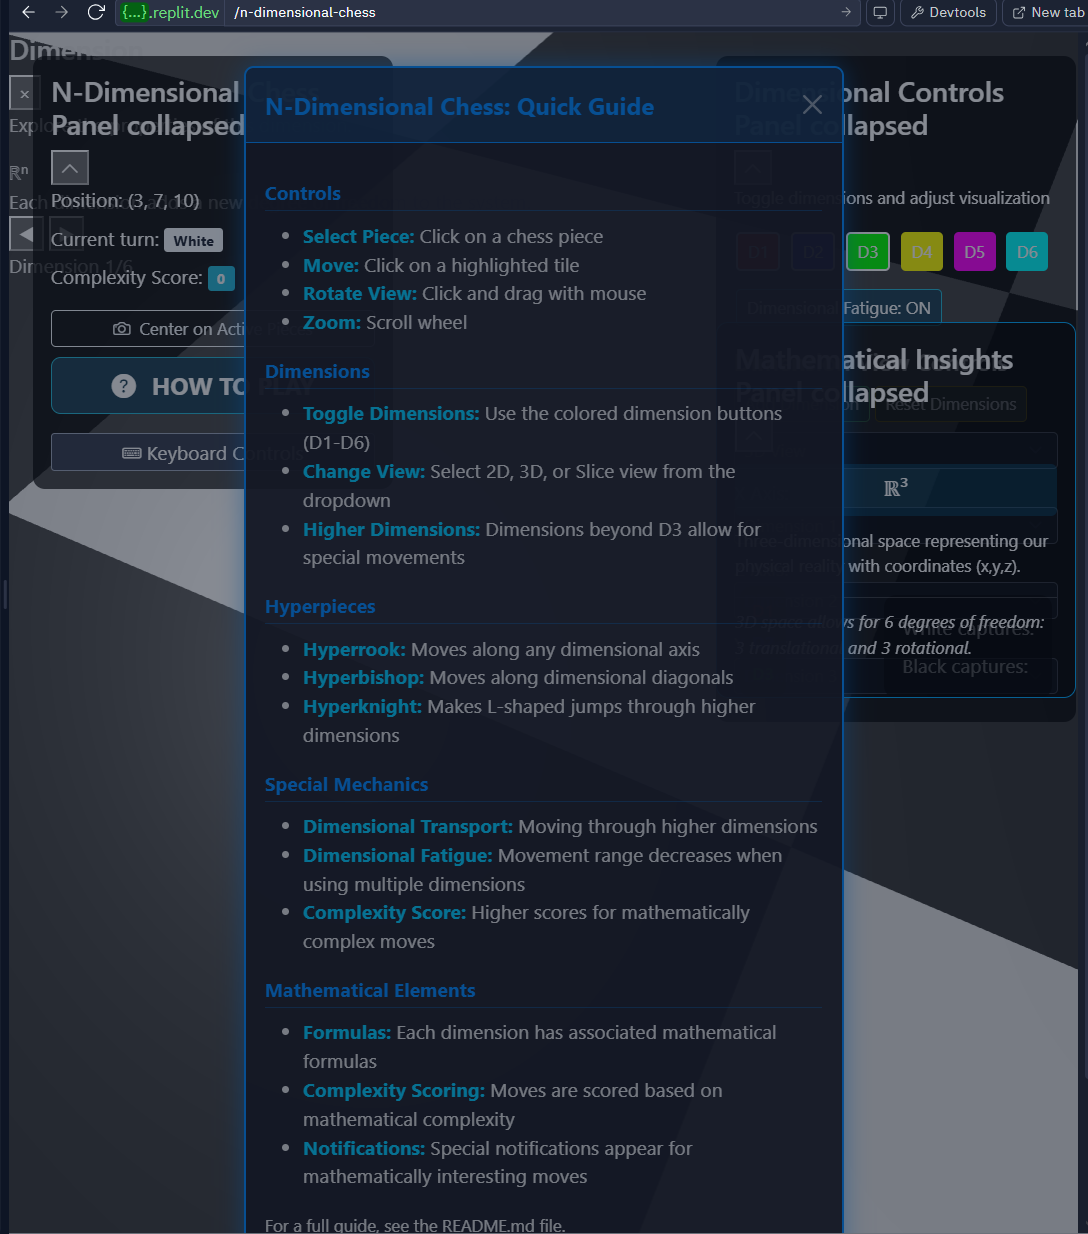 {...}.replit.dev /n-dimensional-chess
Devtools
New tab
Dimension
×
N-Dimensional Chess
Panel collapsed
Explo
ℝⁿ
Position: (3, 7, 10)
Each dimension adds a new
Current turn: White
Dimension 1/6
Complexity Score: 0
Center on Acti
HOW TO PLAY
Keyboard Controls
N-Dimensional Chess: Quick Guide
Controls
Select Piece: Click on a chess piece
Move: Click on a highlighted tile
Rotate View: Click and drag with mouse
Zoom: Scroll wheel
Dimensions
Toggle Dimensions: Use the colored dimension buttons
(D1-D6)
Change View: Select 2D, 3D, or Slice view from the
dropdown
Higher Dimensions: Dimensions beyond D3 allow for
special movements
Hyperpieces
Hyperrook: Moves along any dimensional axis
Hyperbishop: Moves along dimensional diagonals
Hyperknight: Makes L-shaped jumps through higher
dimensions
Special Mechanics
Dimensional Transport: Moving through higher dimensions
Dimensional Fatigue: Movement range decreases when
using multiple dimensions
Complexity Score: Higher scores for mathematically
complex moves
Mathematical Elements
Formulas: Each dimension has associated mathematical
formulas
Complexity Scoring: Moves are scored based on
mathematical complexity
Notifications: Special notifications appear for
mathematically interesting moves
For a full guide, see the README.md file.
Dimensional Controls
Panel collapsed
Toggle dimensions and adjust visualization
D1 D2 D3 D4 D5 D6
Dimensional Fatigue: ON
Mathematical Insights
Panel collapsed
Reset Dimensions
ℝ³
Three-dimensional space representing our
physical reality with coordinates (x,y,z).
3D space allows for 6 degrees of freedom:
3 translational and 3 rotational.
White captures:
Black captures: